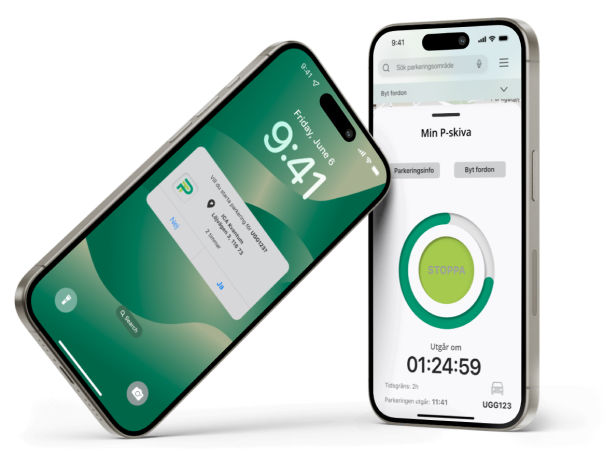 9:41
Friday, June 6
9:41
Vill du starta parkering för UGG123?
ICA Kvantum
Löjvägen 2, 116 73
2 timmar
Nej
Ja
Search
9:41
Sök parkeringsområde
Byt fordon
Min P-skiva
Parkeringsinfo
Byt fordon
STOPPA
Utgår om
01:24:59
Tidsgräns: 2h
Parkeringen utgår: 11:41
UGG123